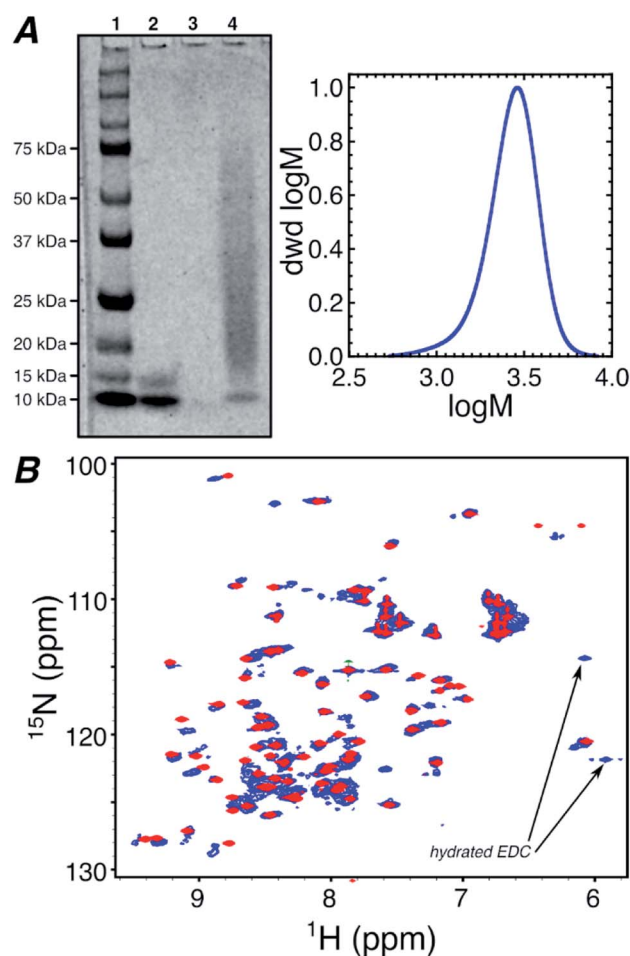 A
1 2 3 4
75 kDa
50 kDa
37 kDa
25 kDa
20 kDa
15 kDa
10 kDa
dwd logM
1.0
0.8
0.6
0.4
0.2
0.0
2.5 3.0 3.5 4.0
logM
B
100
110
120
130
15N (ppm)
hydrated EDC
9 8 7 6
1H (ppm)